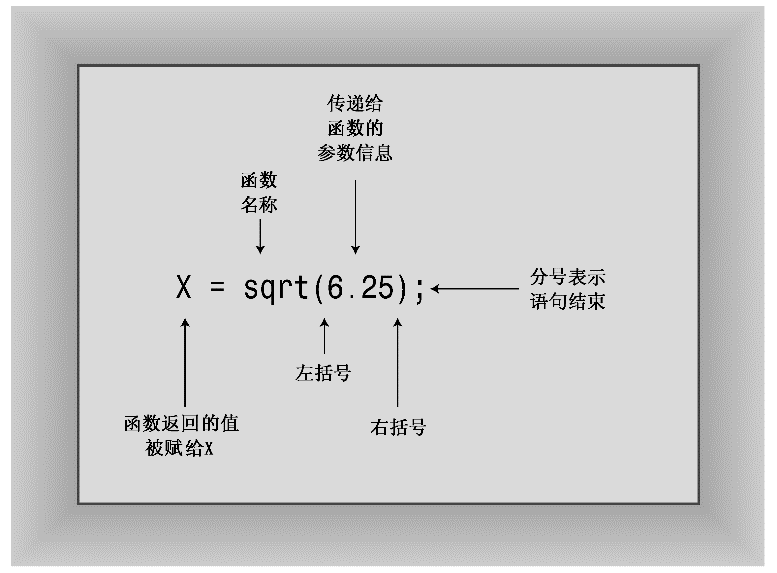 传递给
函数的
参数信息
函数
名称
X = sqrt(6.25);
分号表示
语句结束
左括号
函数返回的值
被赋给X
右括号